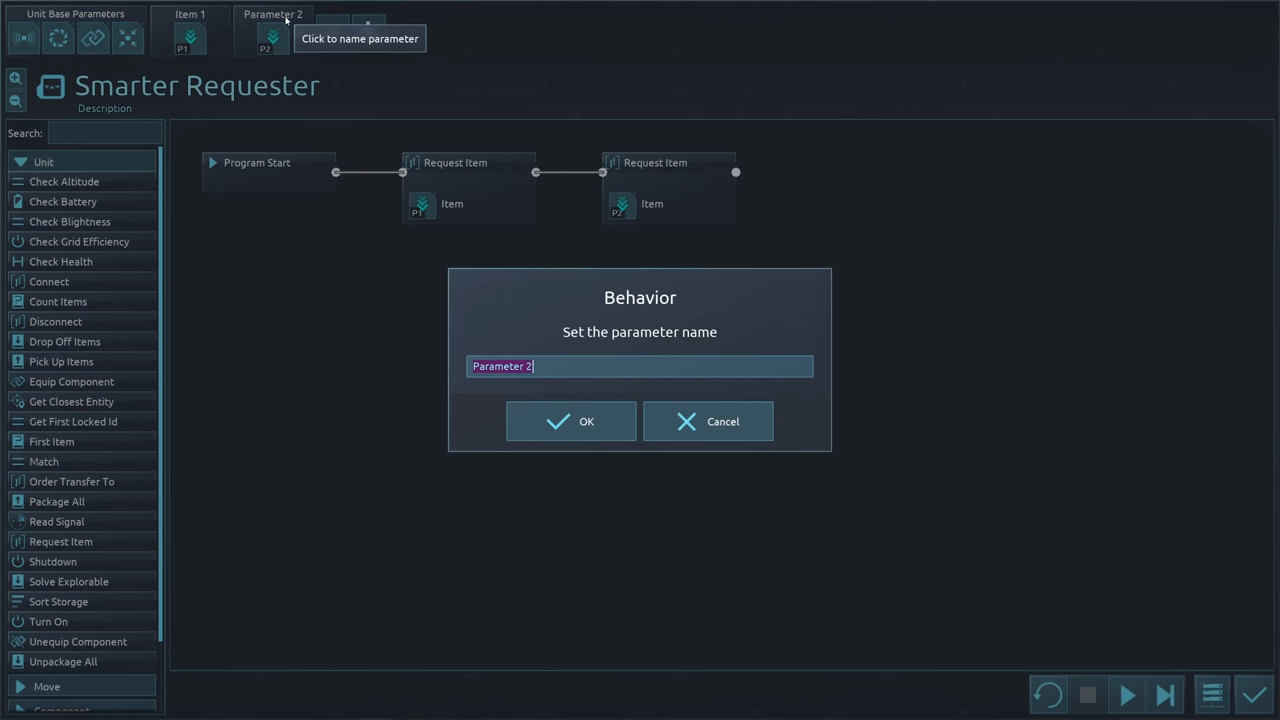 Unit Base Parameters
Item 1
Parameter 2
P1
P2
Click to name parameter
Smarter Requester
Description
Search:
Unit
Check Altitude
Check Battery
Check Blightness
Check Grid Efficiency
Check Health
Connect
Count Items
Disconnect
Drop Off Items
Pick Up Items
Equip Component
Get Closest Entity
Get First Locked Id
First Item
Match
Order Transfer To
Package All
Read Signal
Request Item
Shutdown
Solve Explorable
Sort Storage
Turn On
Unequip Component
Unpackage All
Move
Component
Program Start
Request Item
P1
Item
Request Item
P2
Item
Behavior
Set the parameter name
Parameter 2
OK
Cancel